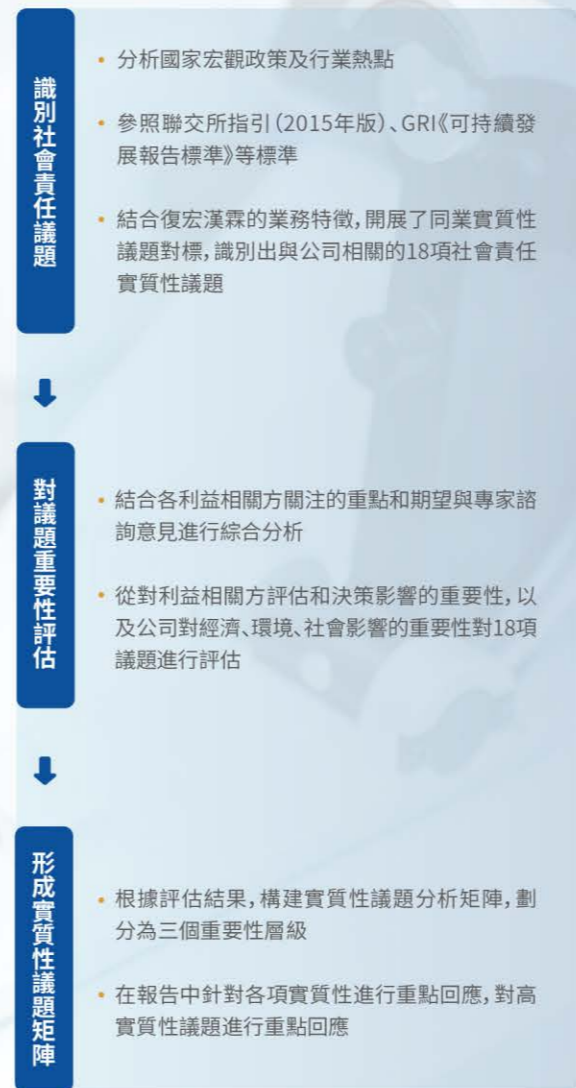 識別社會責任議題
• 分析國家宏觀政策及行業熱點
• 參照聯交所指引(2015年版)、GRI《可持續發
展報告標準》等標準
• 結合復宏漢霖的業務特徵,開展了同業實質性
議題對標,識別出與公司相關的18項社會責任
實質性議題
對議題重要性評估
• 結合各利益相關方關注的重點和期望與專家諮
詢意見進行綜合分析
• 從對利益相關方評估和決策影響的重要性,以
及公司對經濟、環境、社會影響的重要性對18項
議題進行評估
形成實質性議題矩陣
• 根據評估結果,構建實質性議題分析矩陣,劃
分為三個重要性層級
• 在報告中針對各項實質性進行重點回應,對高
實質性議題進行重點回應